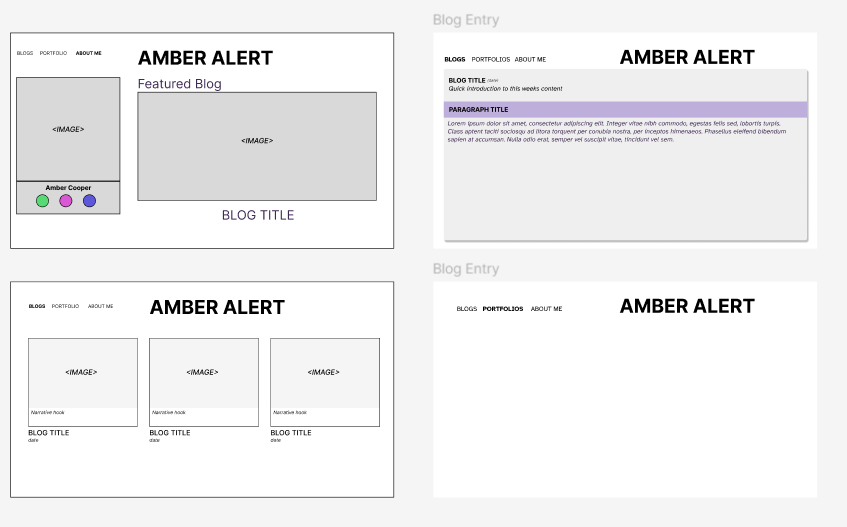 Blog Entry
BLOGS PORTFOLIO ABOUT ME
AMBER ALERT
Featured Blog
<IMAGE>
<IMAGE>
Amber Cooper
BLOG TITLE
BLOGS PORTFOLIOS ABOUT ME
AMBER ALERT
BLOG TITLE (date)
Quick introduction to this weeks content
PARAGRAPH TITLE
Lorem ipsum dolor sit amet, consectetur adipiscing elit. Integer vitae nibh commodo, egestas felis sed, lobortis turpis.
Class aptent taciti sociosqu ad litora torquent per conubia nostra, per inceptos himenaeos. Phasellus eleifend bibendum
sapien at accumsan. Nulla odio erat, semper vel suscipit vitae, tincidunt vel sem.
Blog Entry
BLOGS PORTFOLIO ABOUT ME
AMBER ALERT
<IMAGE>
<IMAGE>
<IMAGE>
Narrative hook
Narrative hook
Narrative hook
BLOG TITLE
BLOG TITLE
BLOG TITLE
date
date
date
BLOGS PORTFOLIOS ABOUT ME
AMBER ALERT